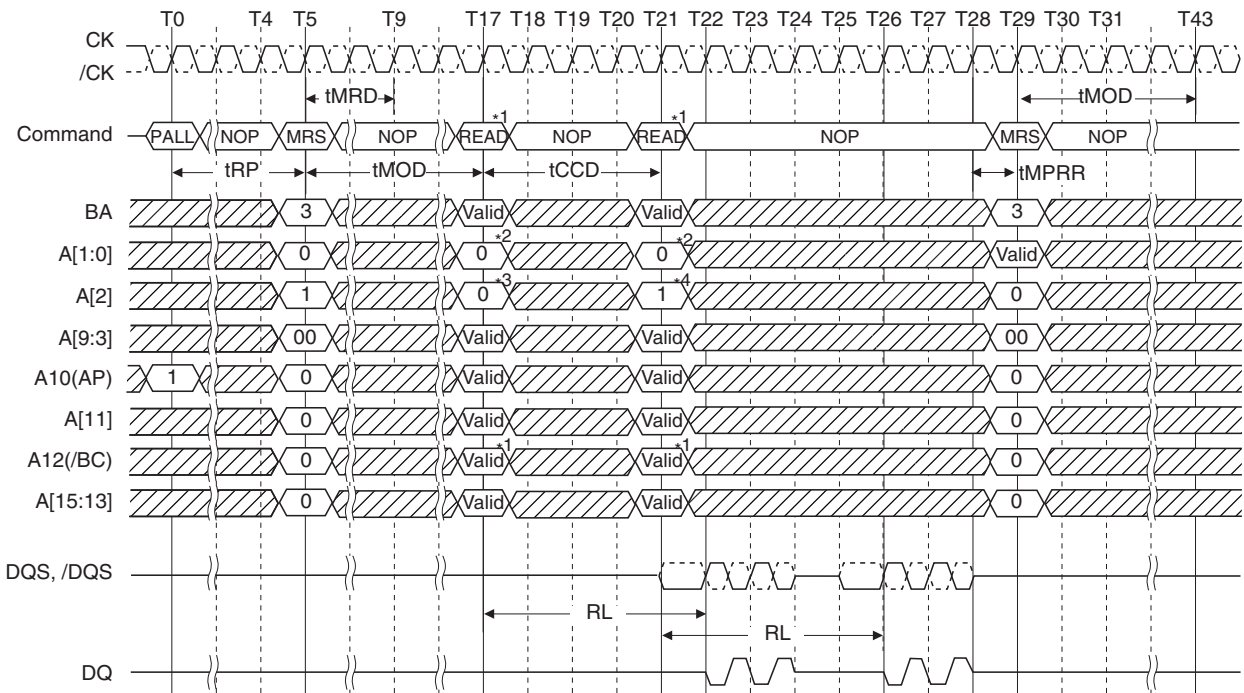 T0 T4 T5 T9 T17 T18 T19 T20 T21 T22 T23 T24 T25 T26 T27 T28 T29 T30 T31 T43
CK
/CK
tMRD tMOD
Command PALL NOP MRS NOP READ*1 NOP READ*1 NOP MRS NOP
tRP tMOD tCCD tMPRR
BA 3 Valid Valid 3
A[1:0] 0 0*2 0*2 Valid
A[2] 1 0*3 1*4 0
A[9:3] 00 Valid Valid 00
A10(AP) 1 0 Valid Valid 0
A[11] 0 Valid Valid 0
A12(/BC) 0 Valid*1 Valid*1 0
A[15:13] 0 Valid Valid 0
DQS, /DQS
RL
RL
DQ